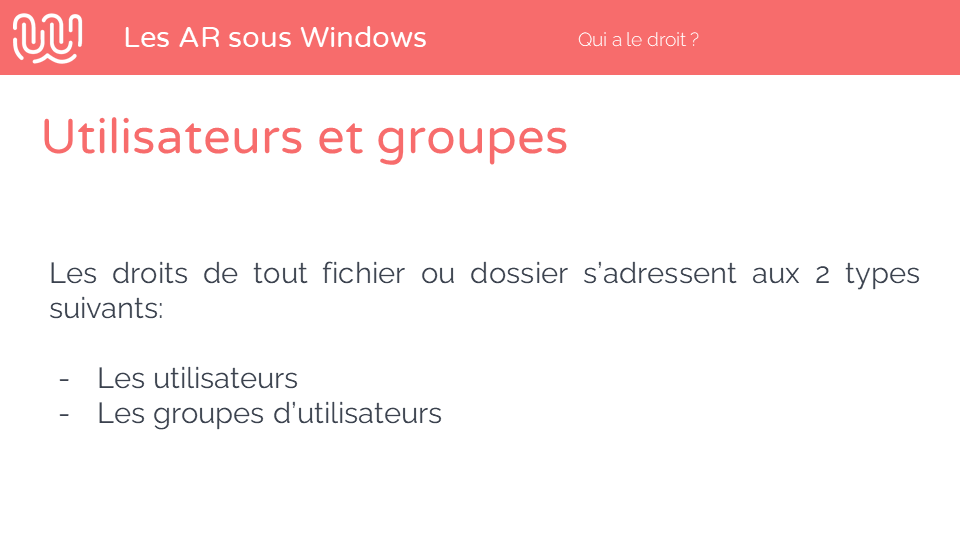 Les AR sous Windows
Qui a le droit ?
Utilisateurs et groupes
Les droits de tout fichier ou dossier s’adressent aux 2 types
suivants:
- Les utilisateurs
- Les groupes d’utilisateurs